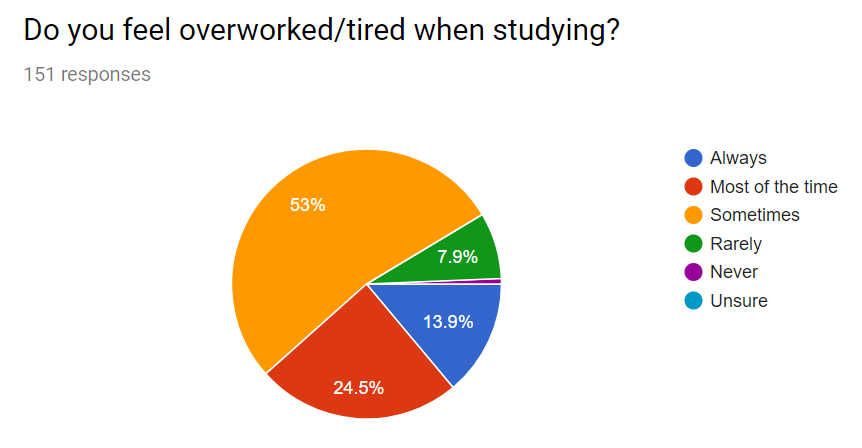 Do you feel overworked/tired when studying?
151 responses
53%
7.9%
13.9%
24.5%
Always
Most of the time
Sometimes
Rarely
Never
Unsure